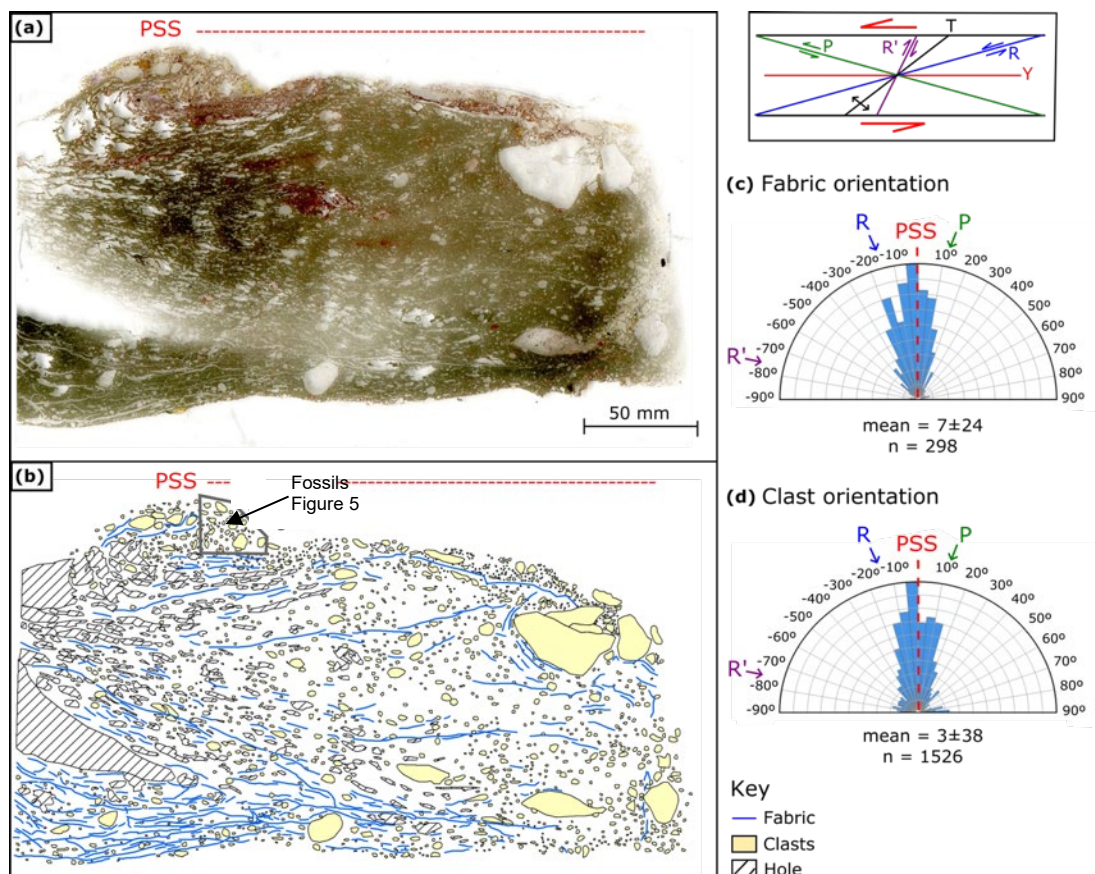 (a)
PSS
50 mm
(b)
PSS
Fossils
Figure 5
T
P
R'
R
Y
(c) Fabric orientation
R
PSS
P
R'
-90º
-80º
-70º
-60º
-50º
-40º
-30º
-20º
-10º
10º
20º
30º
40º
50º
60º
70º
80º
90º
mean = 7±24
n = 298
(d) Clast orientation
R
PSS
P
R'
-90º
-80º
-70º
-60º
-50º
-40º
-30º
-20º
-10º
10º
20º
30º
40º
50º
60º
70º
80º
90º
mean = 3±38
n = 1526
Key
Fabric
Clasts
Hole